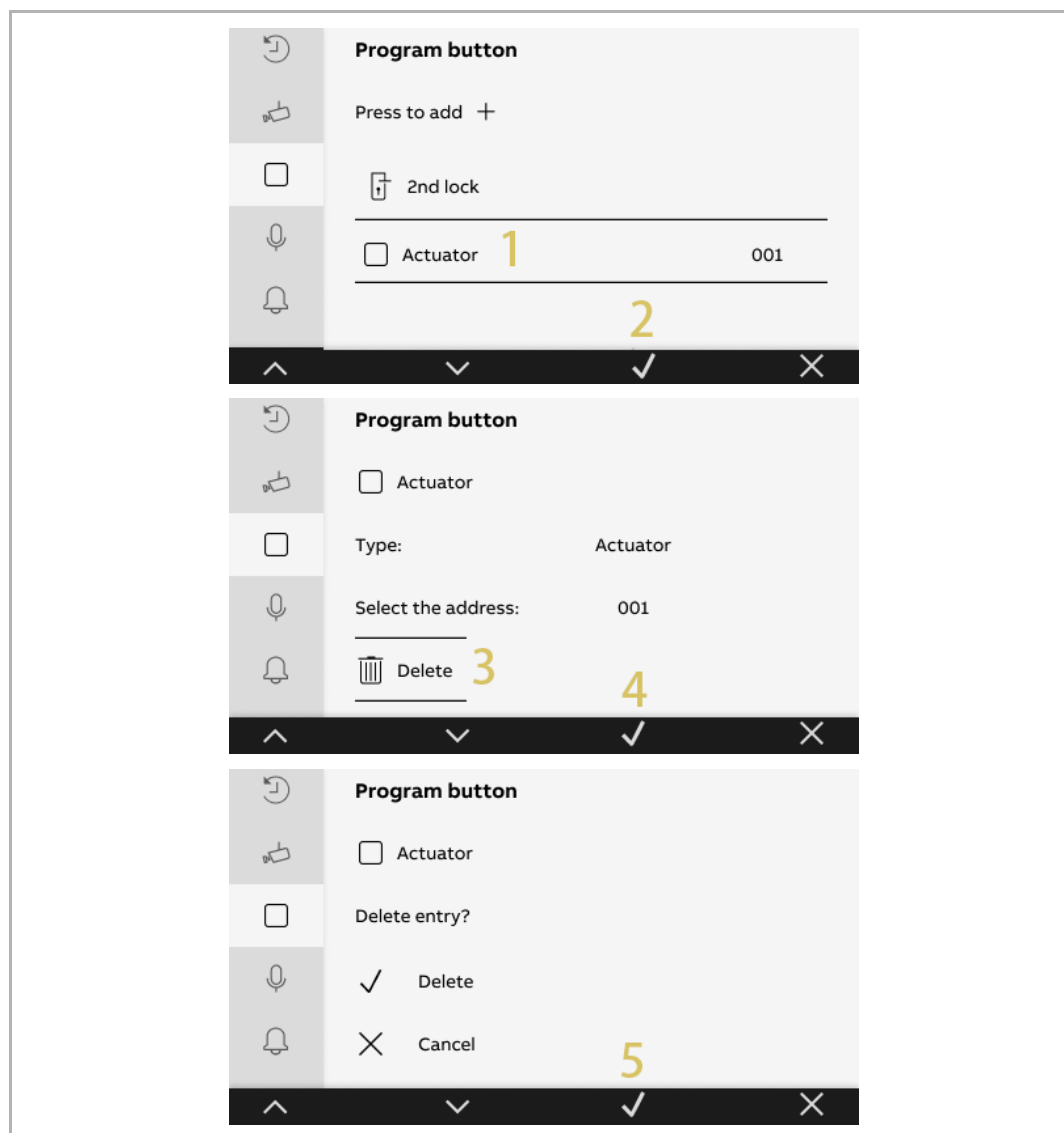 Program button
Press to add +
2nd lock
Actuator 1 001
2
Program button
Actuator
Type: Actuator
Select the address: 001
Delete 3
4
Program button
Actuator
Delete entry?
Delete
Cancel
5